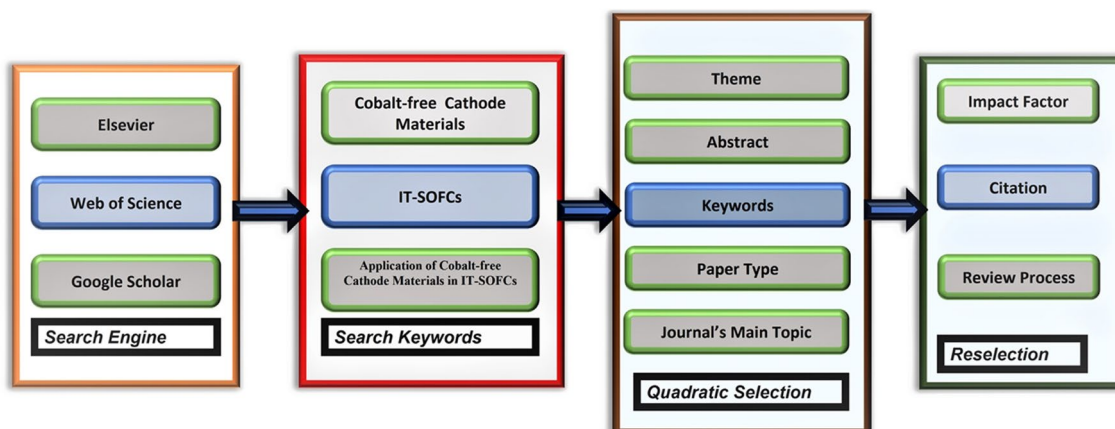 Elsevier
Web of Science
Google Scholar
Search Engine
Cobalt-free Cathode
Materials
IT-SOFCs
Application of Cobalt-free
Cathode Materials in IT-SOFCs
Search Keywords
Theme
Abstract
Keywords
Paper Type
Journal's Main Topic
Quadratic Selection
Impact Factor
Citation
Review Process
Reselection